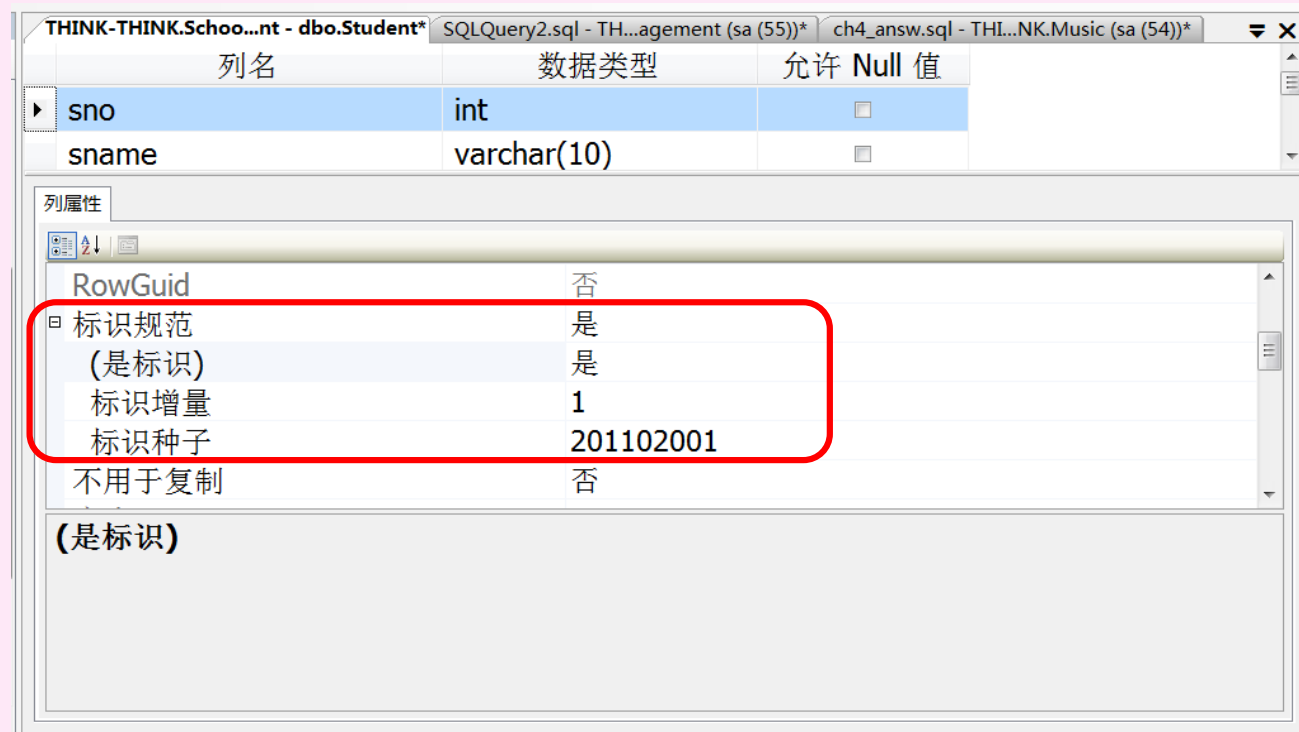 THINK-THINK.Schoo...nt - dbo.Student* SQLQuery2.sql - TH...agement (sa (55))* ch4_answ.sql - THI...NK.Music (sa (54))*
列名 数据类型 允许 Null 值
sno int
sname varchar(10)
列属性
RowGuid 否
标识规范 是
(是标识) 是
标识增量 1
标识种子 201102001
不用于复制 否
(是标识)